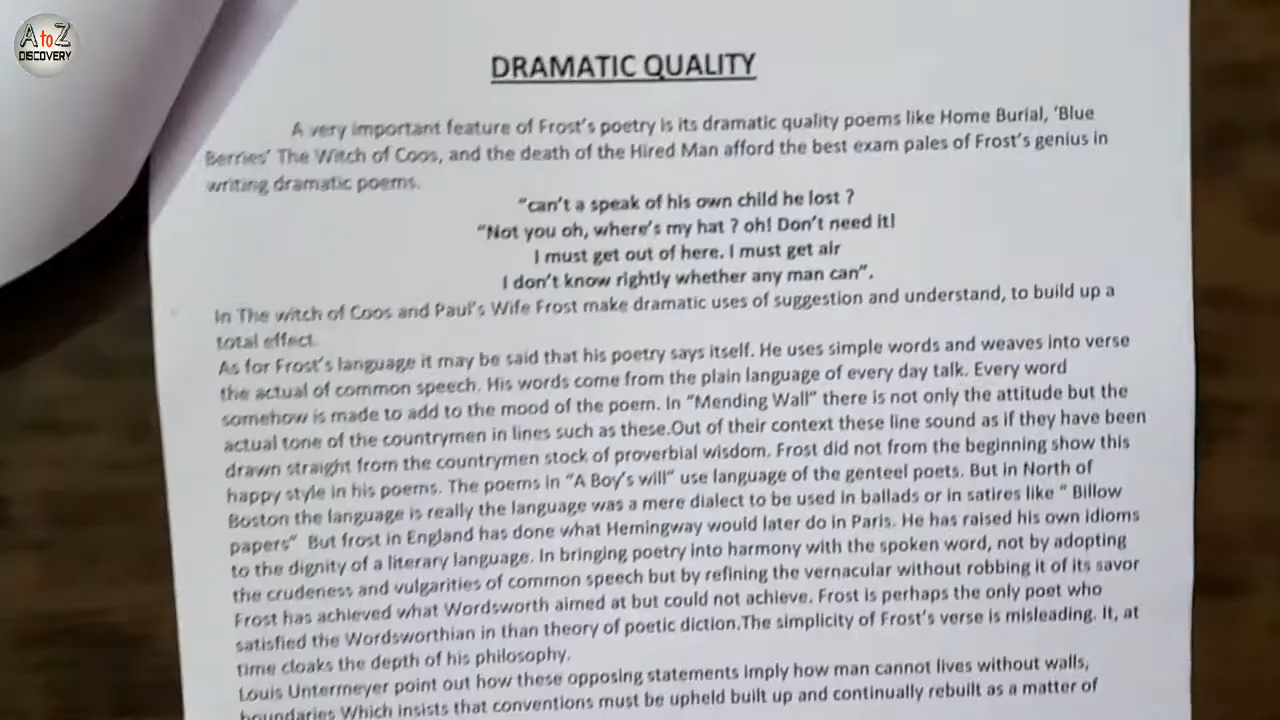 A to Z
DISCOVERY
DRAMATIC QUALITY
A very important feature of Frost's poetry is its dramatic quality poems like Home Burial, 'Blue
Berries' The Witch of Coos, and the death of the Hired Man afford the best exam pales of Frost's genius in
writing dramatic poems.
"can't a speak of his own child he lost ?
"Not you oh, where's my hat ? oh! Don't need it!
I must get out of here. I must get air
I don't know rightly whether any man can".
In The witch of Coos and Paul's Wife Frost make dramatic uses of suggestion and understand, to build up a
total effect.
As for Frost's language it may be said that his poetry says itself. He uses simple words and weaves into verse
the actual of common speech. His words come from the plain language of every day talk. Every word
somehow is made to add to the mood of the poem. In "Mending Wall" there is not only the attitude but the
actual tone of the countrymen in lines such as these.Out of their context these line sound as if they have been
drawn straight from the countrymen stock of proverbial wisdom. Frost did not from the beginning show this
happy style in his poems. The poems in "A Boy's will" use language of the genteel poets. But in North of
Boston the language is really the language was a mere dialect to be used in ballads or in satires like " Billow
papers" But frost in England has done what Hemingway would later do in Paris. He has raised his own idioms
to the dignity of a literary language. In bringing poetry into harmony with the spoken word, not by adopting
the crudeness and vulgarities of common speech but by refining the vernacular without robbing it of its savor
Frost has achieved what Wordsworth aimed at but could not achieve. Frost is perhaps the only poet who
satisfied the Wordsworthian in than theory of poetic diction.The simplicity of Frost's verse is misleading. It, at
time cloaks the depth of his philosophy.
Louis Untermeyer point out how these opposing statements imply how man cannot lives without walls,
boundaries Which insists that conventions must be upheld built up and continually rebuilt as a matter of